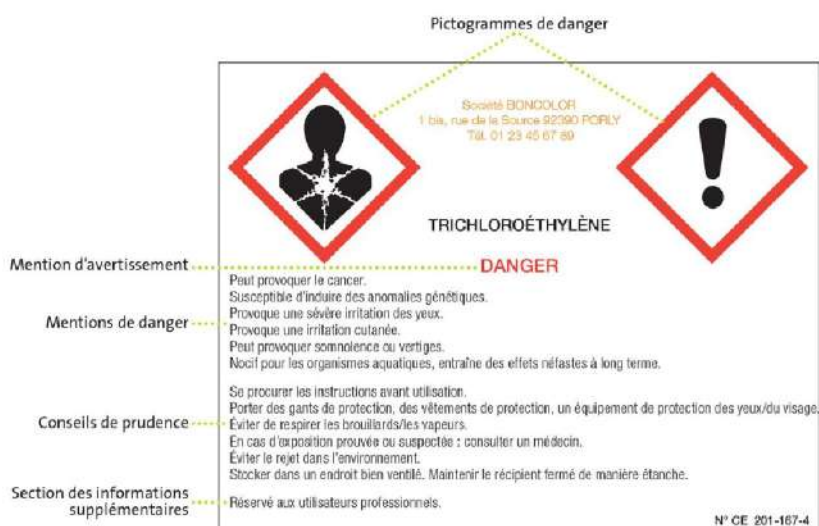 Pictogrammes de danger
Société BONCOLOR
1 bis, rue de la Source 92390 PORLY
Tél. 01 23 45 67 89
TRICHLOROÉTHYLÈNE
Mention d'avertissement
DANGER
Peut provoquer le cancer.
Susceptible d'induire des anomalies génétiques.
Provoque une sévère irritation des yeux.
Mentions de danger
Provoque une irritation cutanée.
Peut provoquer somnolence ou vertiges.
Nocif pour les organismes aquatiques, entraîne des effets néfastes à long terme.
Se procurer les instructions avant utilisation.
Porter des gants de protection, des vêtements de protection, un équipement de protection des yeux/du visage.
Conseils de prudence
Éviter de respirer les brouillards/les vapeurs.
En cas d'exposition prouvée ou suspectée : consulter un médecin.
Éviter le rejet dans l'environnement.
Stocker dans un endroit bien ventilé. Maintenir le récipient fermé de manière étanche.
Section des informations
supplémentaires
Réservé aux utilisateurs professionnels.
N° CE 201-167-4